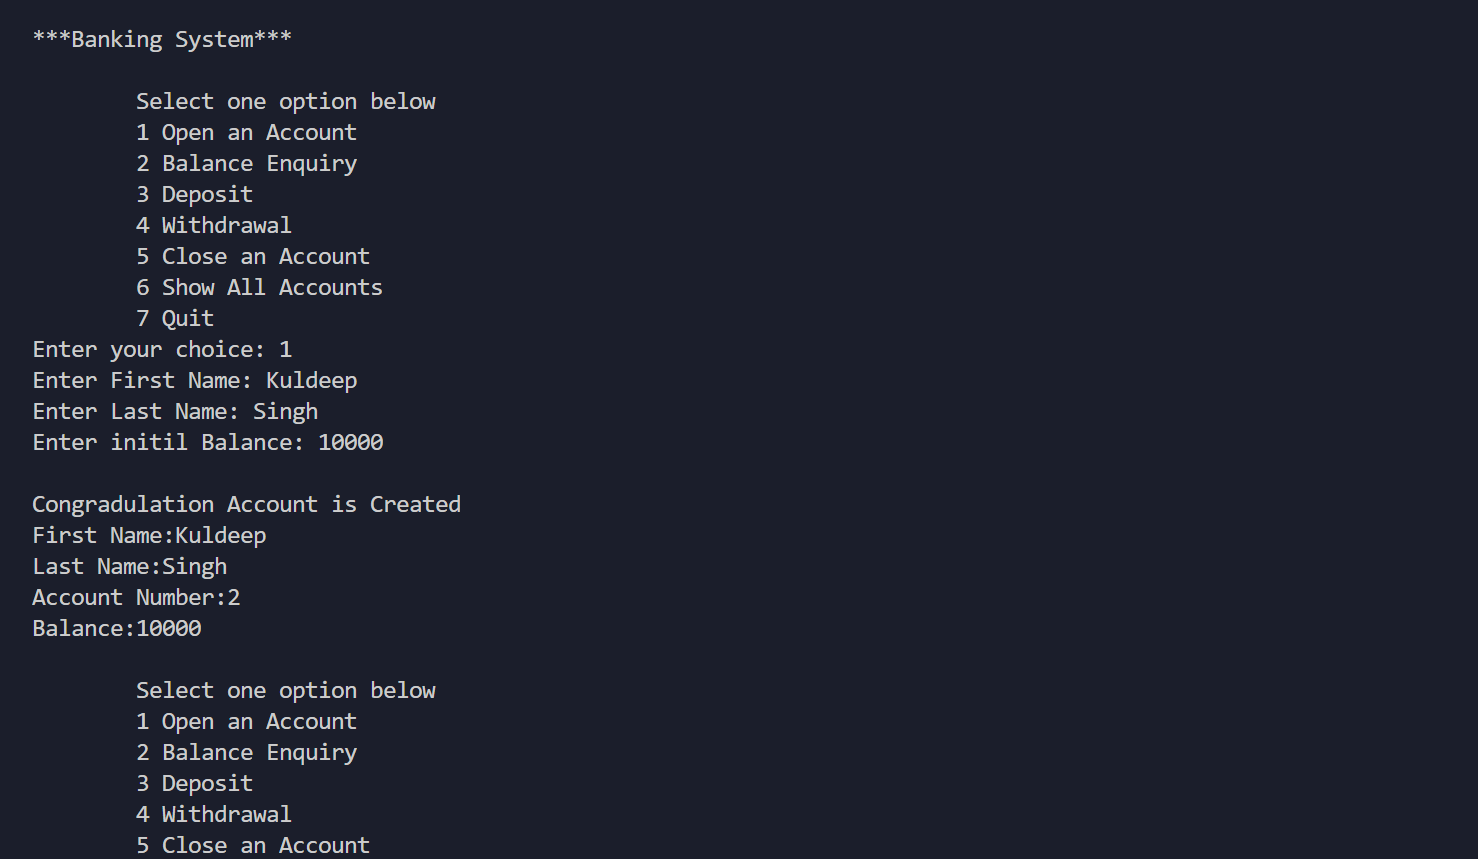 ***Banking System***
Select one option below
1 Open an Account
2 Balance Enquiry
3 Deposit
4 Withdrawal
5 Close an Account
6 Show All Accounts
7 Quit
Enter your choice: 1
Enter First Name: Kuldeep
Enter Last Name: Singh
Enter initil Balance: 10000
Congradulation Account is Created
First Name:Kuldeep
Last Name:Singh
Account Number:2
Balance:10000
Select one option below
1 Open an Account
2 Balance Enquiry
3 Deposit
4 Withdrawal
5 Close an Account